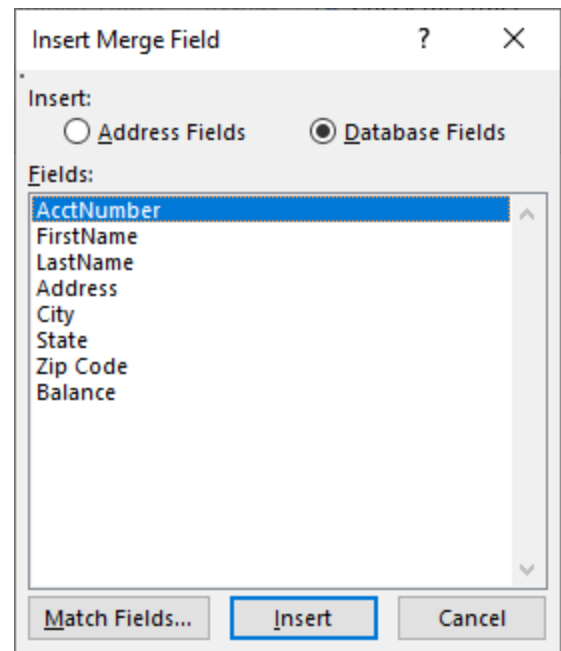 Insert Merge Field ?
Insert:
Address Fields Database Fields
Fields:
AcctNumber
FirstName
LastName
Address
City
State
Zip Code
Balance
Match Fields... Insert Cancel